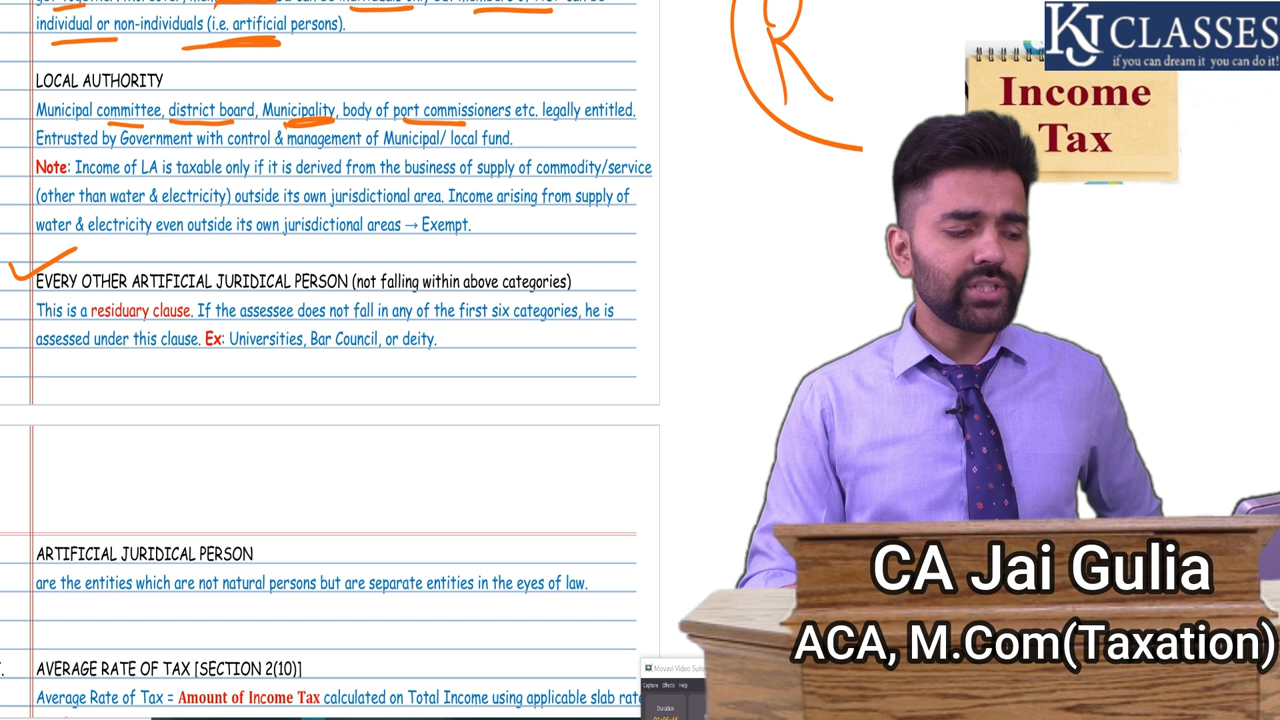 individual or non-individuals (i.e. artificial persons).
LOCAL AUTHORITY
Municipal committee, district board, Municipality, body of port commissioners etc. legally entitled.
Entrusted by Government with control & management of Municipal/ local fund.
Note: Income of LA is taxable only if it is derived from the business of supply of commodity/service
(other than water & electricity) outside its own jurisdictional area. Income arising from supply of
water & electricity even outside its own jurisdictional areas → Exempt.
EVERY OTHER ARTIFICIAL JURIDICAL PERSON (not falling within above categories)
This is a residuary clause. If the assessee does not fall in any of the first six categories, he is
assessed under this clause. Ex: Universities, Bar Council, or deity.
ARTIFICIAL JURIDICAL PERSON
are the entities which are not natural persons but are separate entities in the eyes of law.
AVERAGE RATE OF TAX [SECTION 2(10)]
Average Rate of Tax = Amount of Income Tax calculated on Total Income using applicable slab rate
R
KJ CLASSES
if you can dream it you can do it!
Income
Tax
CA Jai Gulia
ACA, M.Com(Taxation)
Movavi Video Suite
Capture Effects Help
Duration